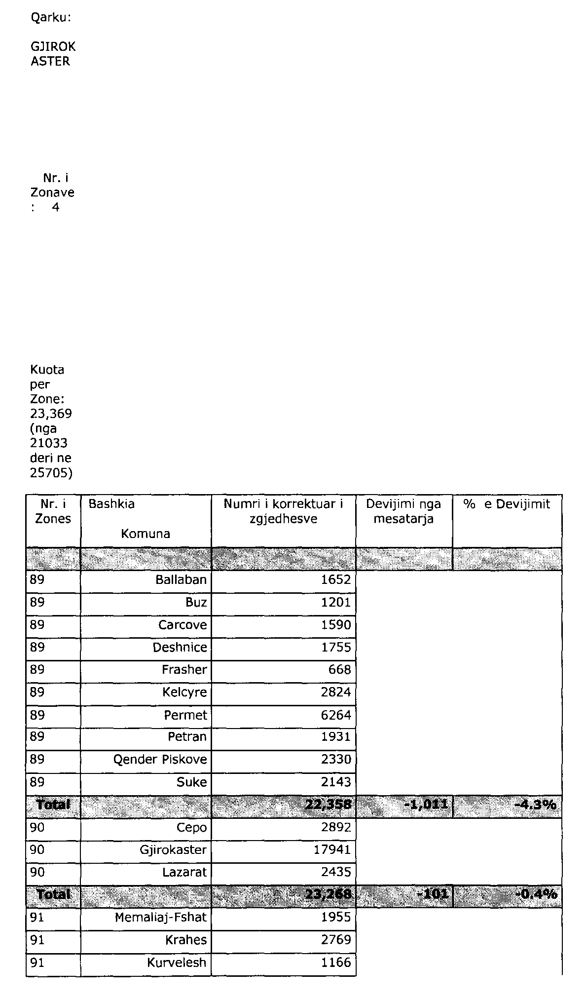 Qarku:
GJIROK
ASTER
Nr. i
Zonave
: 4
Kuota
per
Zone:
23,369
(nga
21033
deri ne
25705)
Nr. i Zones Bashkia Komuna Numri i korrektuar i zgjedhesve Devijimi nga mesatarja % e Devijimit
89 Ballaban 1652
89 Buz 1201
89 Carcove 1590
89 Deshnice 1755
89 Frasher 668
89 Kelcyre 2824
89 Permet 6264
89 Petran 1931
89 Qender Piskove 2330
89 Suke 2143
Total 22,358 -1,011 -4.3%
90 Cepo 2892
90 Gjirokaster 17941
90 Lazarat 2435
Total 23,268 -101 -0.4%
91 Memaliaj-Fshat 1955
91 Krahes 2769
91 Kurvelesh 1166